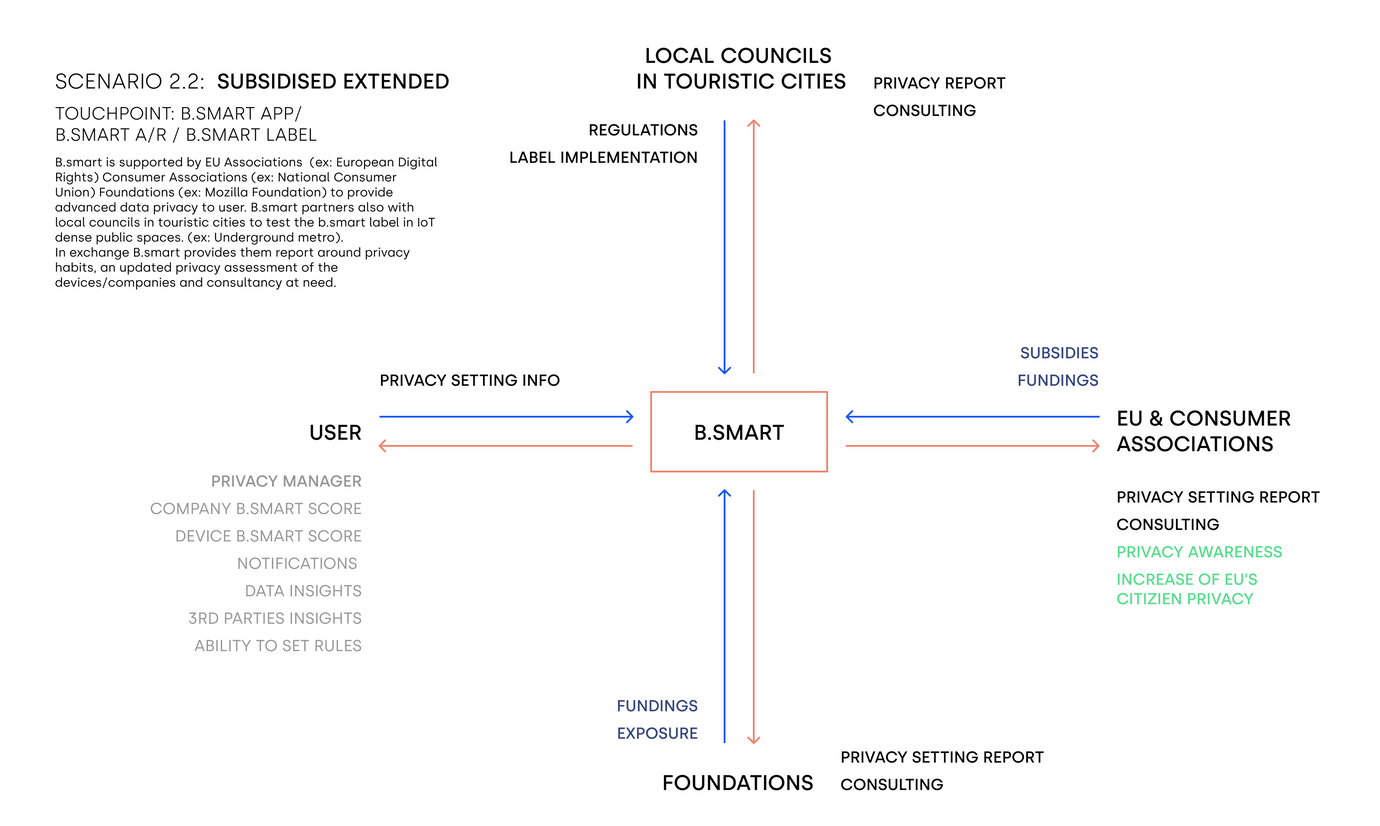 SCENARIO 2.2: SUBSIDISED EXTENDED
TOUCHPOINT: B.SMART APP/
B.SMART A/R / B.SMART LABEL
B.smart is supported by EU Associations (ex: European Digital
Rights) Consumer Associations (ex: National Consumer
Union) Foundations (ex: Mozilla Foundation) to provide
advanced data privacy to user. B.smart partners also with
local councils in touristic cities to test the b.smart label in IoT
dense public spaces. (ex: Underground metro).
In exchange B.smart provides them report around privacy
habits, an updated privacy assessment of the
devices/companies and consultancy at need.
LOCAL COUNCILS
IN TOURISTIC CITIES
PRIVACY REPORT
CONSULTING
REGULATIONS
LABEL IMPLEMENTATION
PRIVACY SETTING INFO
USER
PRIVACY MANAGER
COMPANY B.SMART SCORE
DEVICE B.SMART SCORE
NOTIFICATIONS
DATA INSIGHTS
3RD PARTIES INSIGHTS
ABILITY TO SET RULES
B.SMART
SUBSIDIES
FUNDINGS
EU & CONSUMER
ASSOCIATIONS
PRIVACY SETTING REPORT
CONSULTING
PRIVACY AWARENESS
INCREASE OF EU'S
CITIZIEN PRIVACY
FUNDINGS
EXPOSURE
FOUNDATIONS
PRIVACY SETTING REPORT
CONSULTING